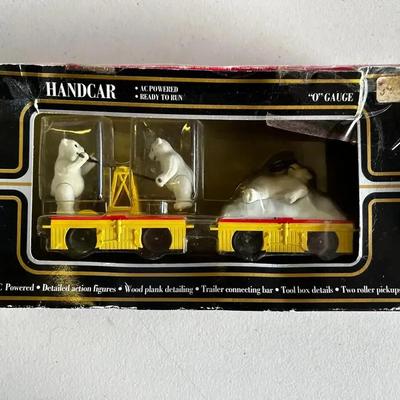 HANDCAR
• AC POWERED
• READY TO RUN
"O" GAUGE
Powered • Detailed action figures • Wood plank detailing • Trailer connecting bar • Tool box details • Two roller pickups